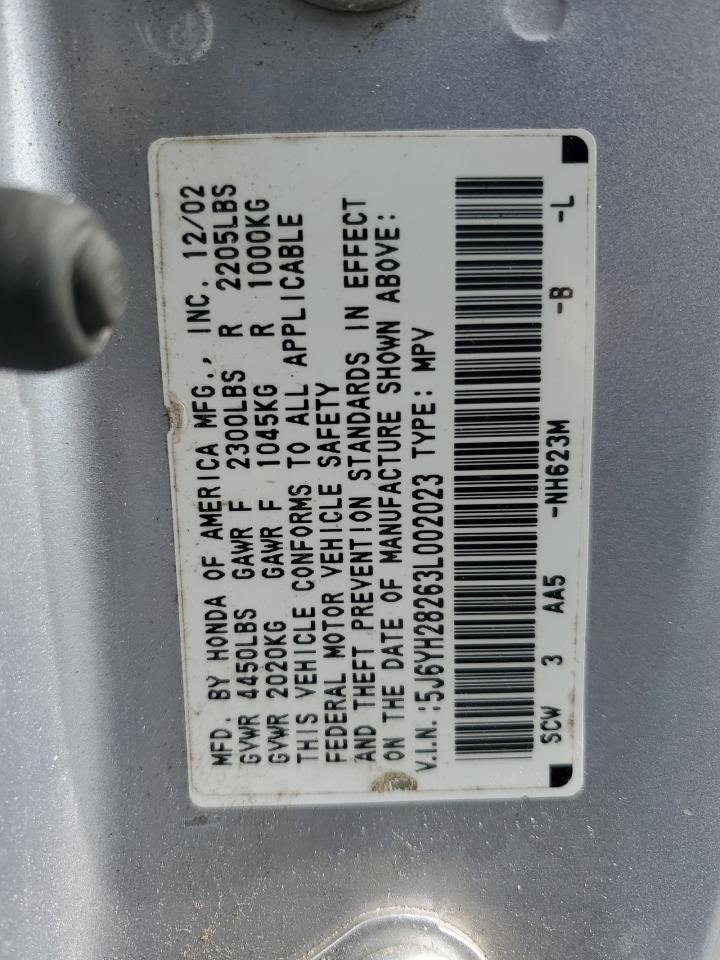 MFD. BY HONDA OF AMERICA MFG., INC. 12/02
GVWR 4450LBS GAWR F 2300LBS R 2205LBS
GVWR 2020KG GAWR F 1045KG R 1000KG
THIS VEHICLE CONFORMS TO ALL APPLICABLE
FEDERAL MOTOR VEHICLE SAFETY
AND THEFT PREVENTION STANDARDS IN EFFECT
ON THE DATE OF MANUFACTURE SHOWN ABOVE:
V.I.N.:5J6YH28263L002023 TYPE: MPV
SCW 3 AA5 -NH623M -B -L